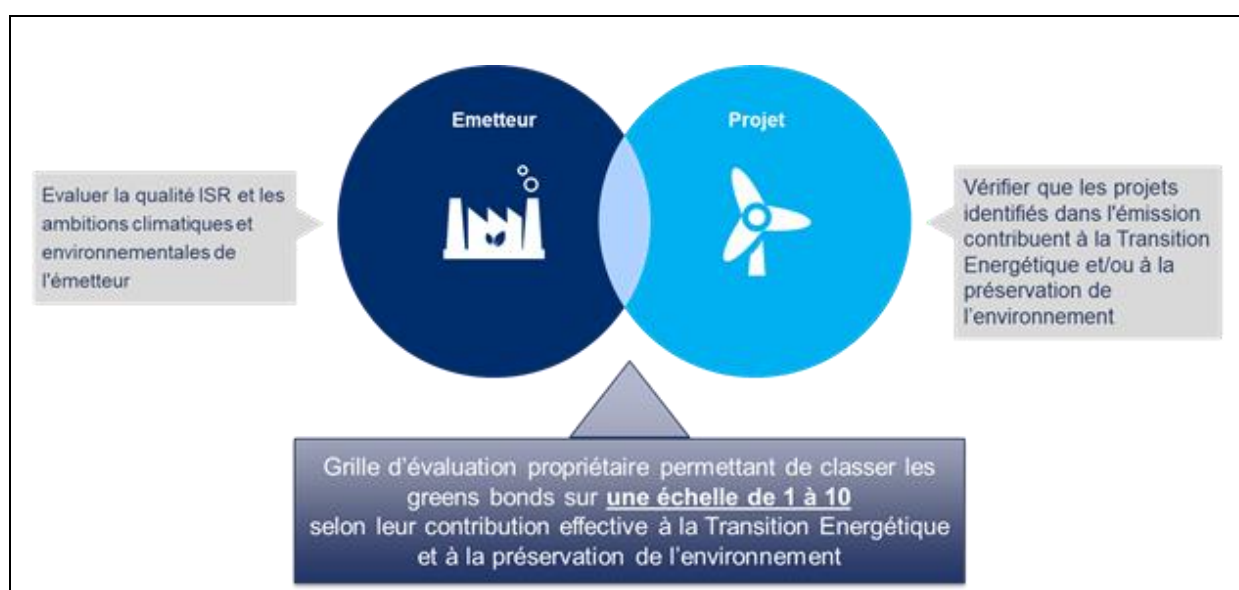 Emetteur
Projet
Evaluer la qualité ISR et les
ambitions climatiques et
environnementales de
l'émetteur
Vérifier que les projets
identifiés dans l'émission
contribuent à la Transition
Energétique et/ou à la
préservation de
l'environnement
Grille d'évaluation propriétaire permettant de classer les
greens bonds sur une échelle de 1 à 10
selon leur contribution effective à la Transition Energétique
et à la préservation de l'environnement